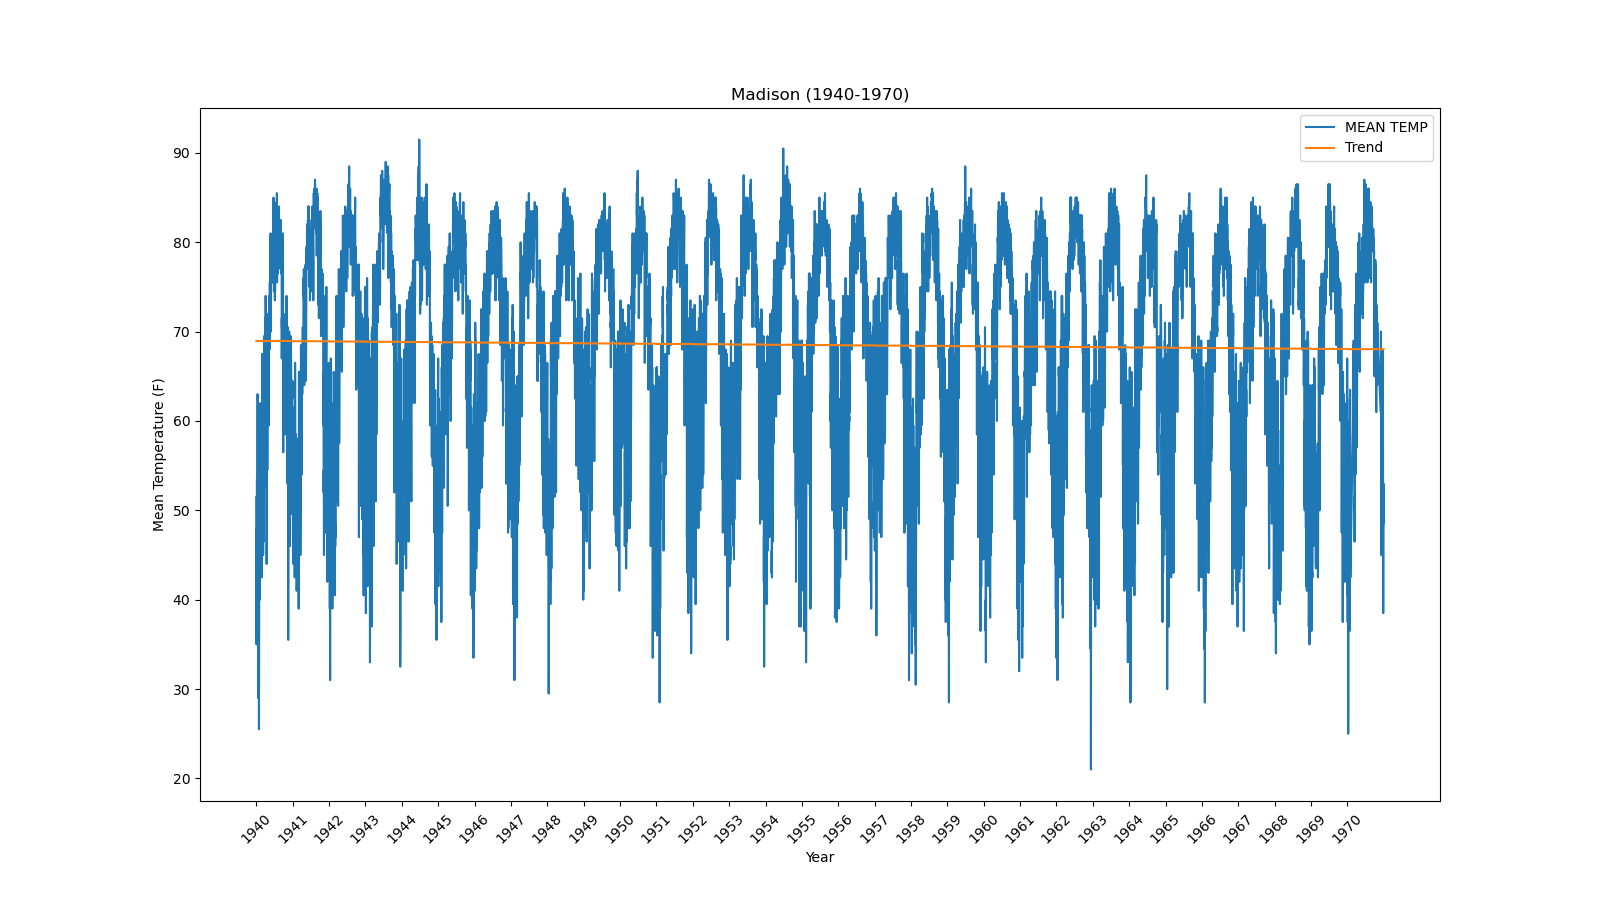 Madison (1940-1970)
MEAN TEMP
Trend
Mean Temperature (F)
90
80
70
60
50
40
30
20
1940 1941 1942 1943 1944 1945 1946 1947 1948 1949 1950 1951 1952 1953 1954 1955 1956 1957 1958 1959 1960 1961 1962 1963 1964 1965 1966 1967 1968 1969 1970
Year